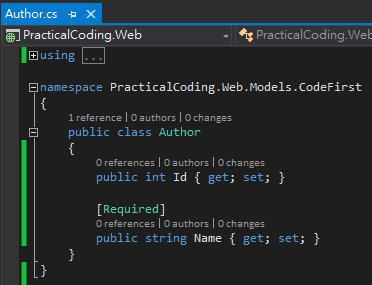 Author.cs
PracticalCoding.Web PracticalCoding.Web
using ...
namespace PracticalCoding.Web.Models.CodeFirst
{
1 reference | 0 authors | 0 changes
public class Author
{
0 references | 0 authors | 0 changes
public int Id { get; set; }
[Required]
0 references | 0 authors | 0 changes
public string Name { get; set; }
}
}